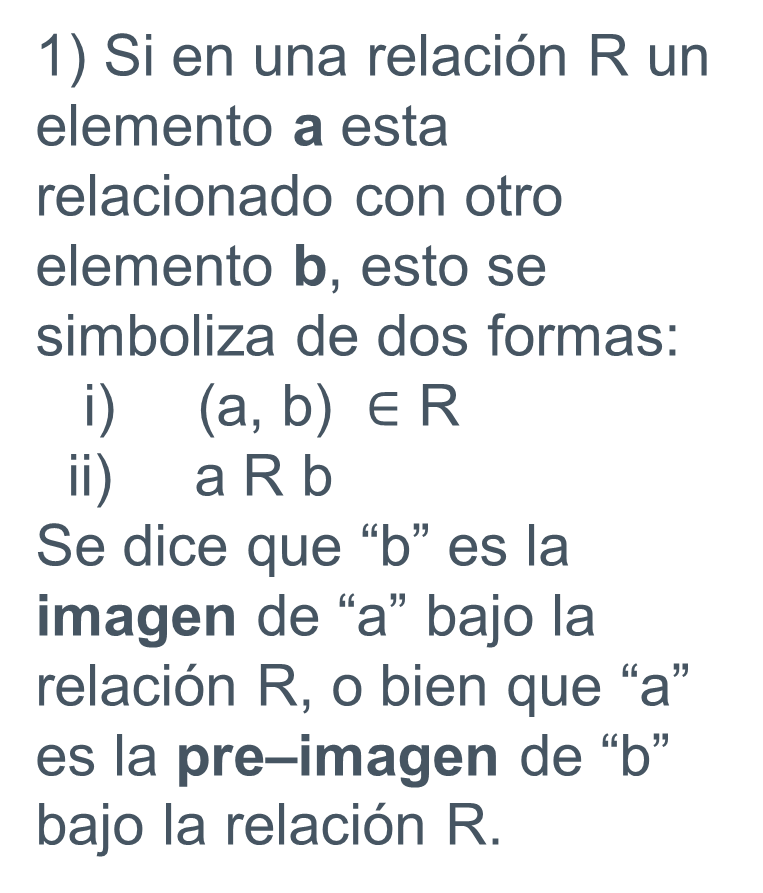 1) Si en una relación R un
elemento a esta
relacionado con otro
elemento b, esto se
simboliza de dos formas:
i) (a, b) ∈ R
ii) a R b
Se dice que “b” es la
imagen de “a” bajo la
relación R, o bien que “a”
es la pre–imagen de “b”
bajo la relación R.